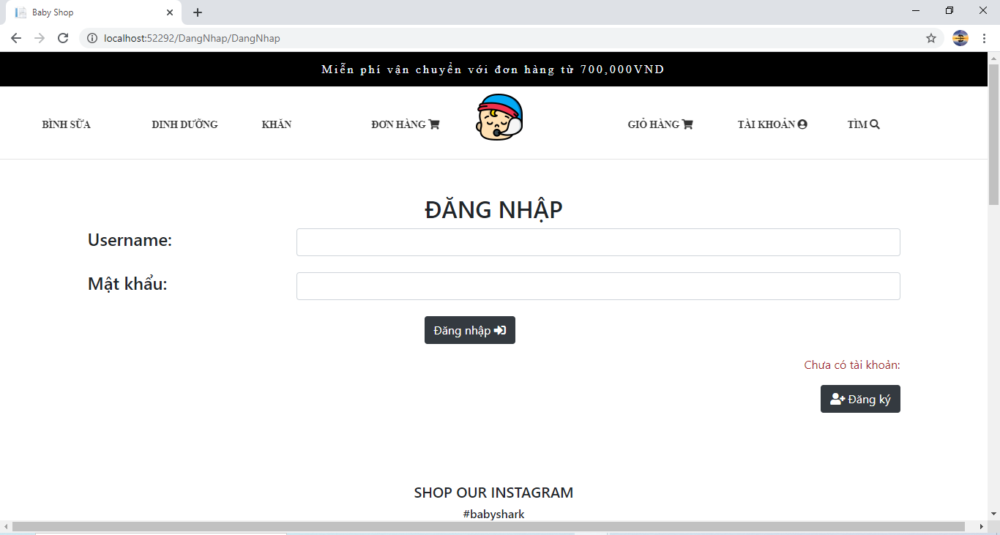 Baby Shop
localhost:52292/DangNhap/DangNhap
Miễn phí vận chuyển với đơn hàng từ 700,000VND
BÌNH SỮA DINH DƯỠNG KHĂN ĐƠN HÀNG GIỎ HÀNG TÀI KHOẢN TÌM
ĐĂNG NHẬP
Username:
Mật khẩu:
Đăng nhập
Chưa có tài khoản:
Đăng ký
SHOP OUR INSTAGRAM
#babyshark